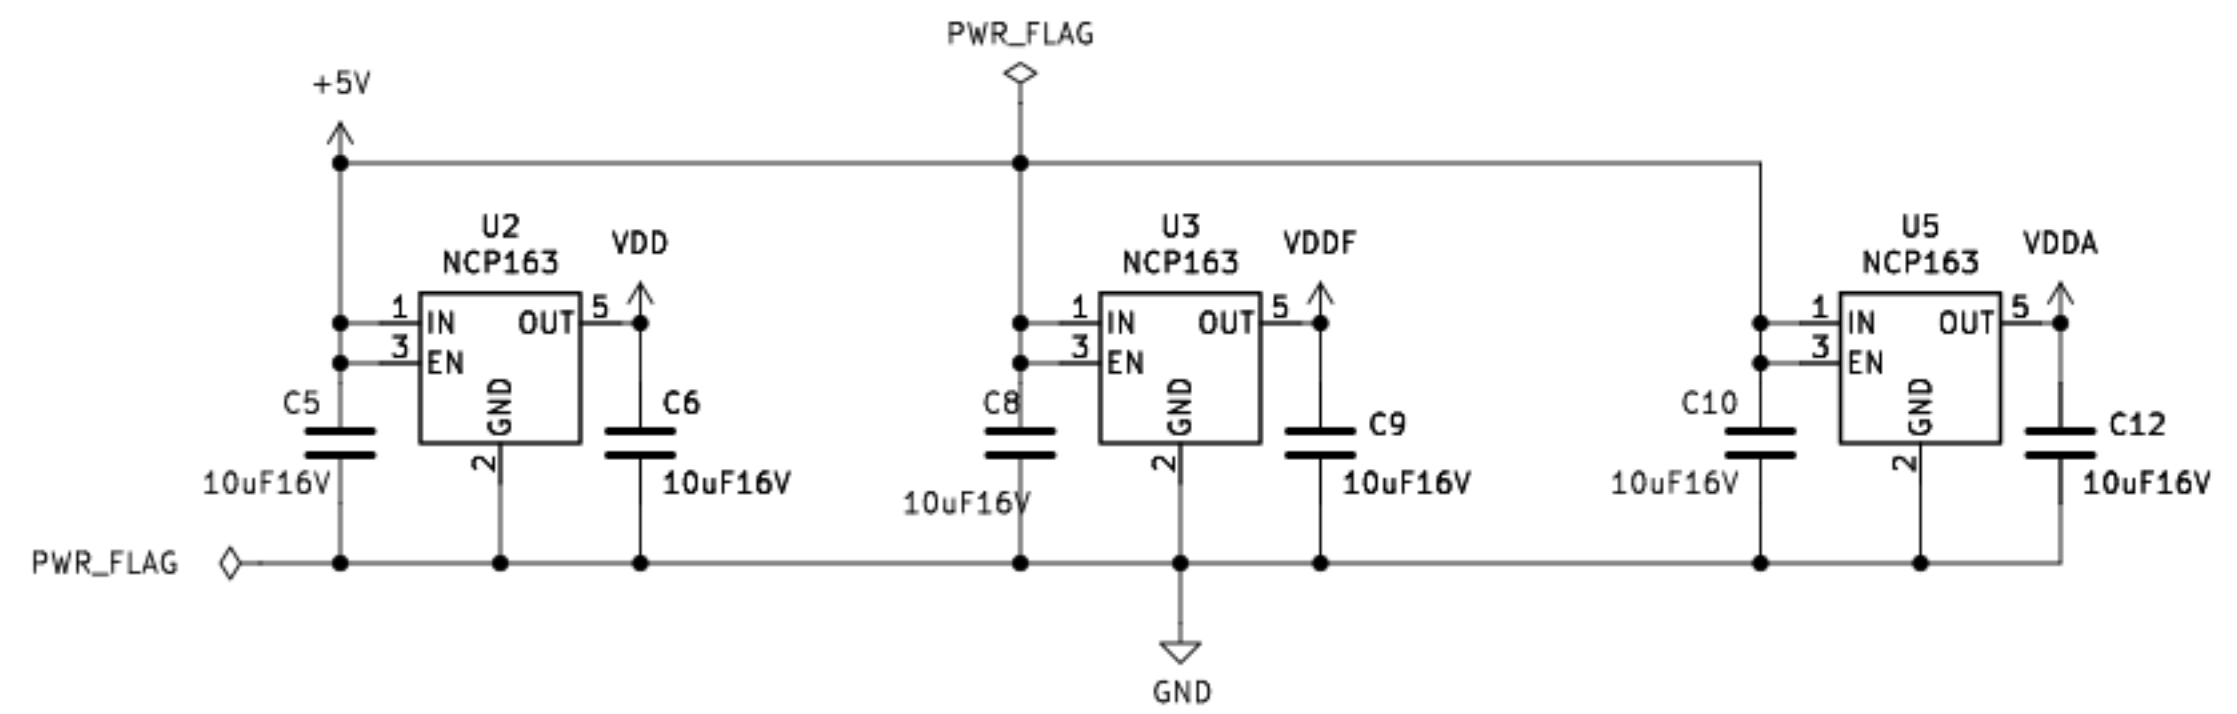 PWR_FLAG
+5V
U2
NCP163
VDD
1
IN
OUT
5
3
EN
GND
2
C5
10uF16V
C6
10uF16V
U3
NCP163
VDDF
1
IN
OUT
5
3
EN
GND
2
C8
10uF16V
C9
10uF16V
U5
NCP163
VDDA
1
IN
OUT
5
3
EN
GND
2
C10
10uF16V
C12
10uF16V
PWR_FLAG
GND